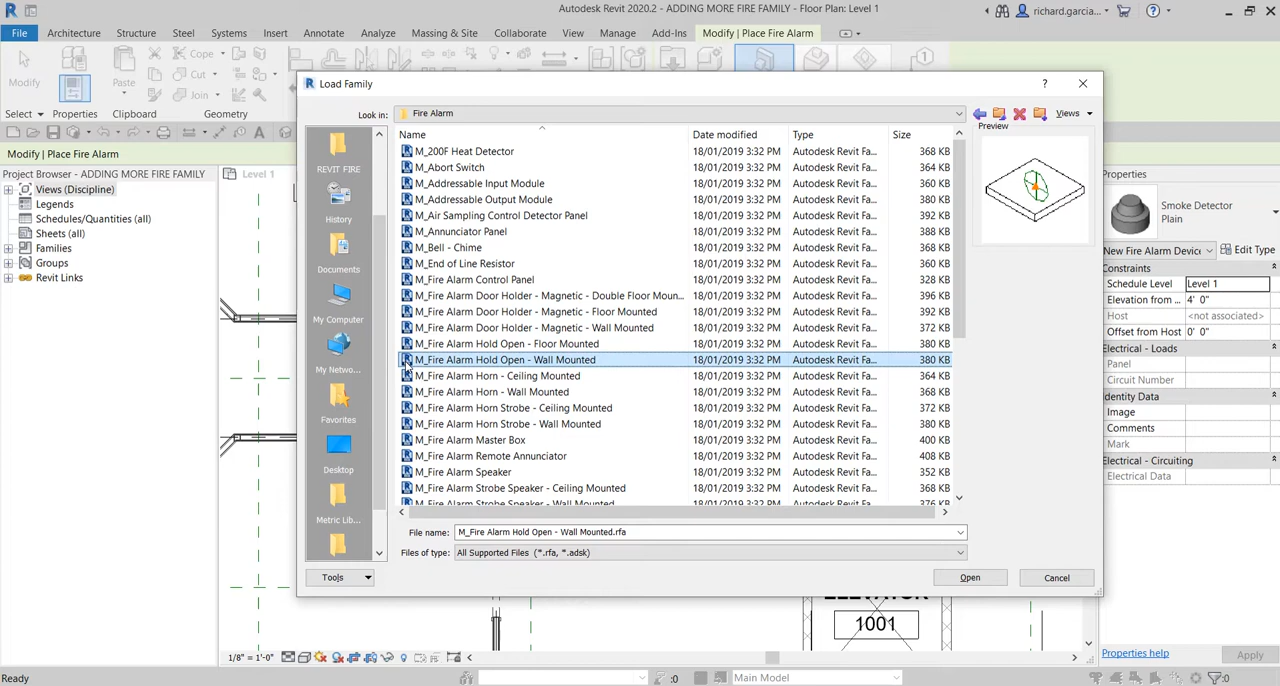 Autodesk Revit 2020.2 - ADDING MORE FIRE FAMILY - Floor Plan: Level 1
richard.garcia...
File Architecture Structure Steel Systems Insert Annotate Analyze Massing & Site Collaborate View Manage Add-Ins Modify | Place Fire Alarm
Modify
Paste
Cope
Cut
Join
Select Properties Clipboard Geometry
Modify | Place Fire Alarm
Project Browser - ADDING MORE FIRE FAMILY
Views (Discipline)
Legends
Schedules/Quantities (all)
Sheets (all)
Families
Groups
Revit Links
Level 1
Load Family
Look in: Fire Alarm
Views
REVIT FIRE
History
Documents
My Computer
My Netwo...
Favorites
Desktop
Metric Lib...
Name Date modified Type Size
M_200F Heat Detector 18/01/2019 3:32 PM Autodesk Revit Fa... 368 KB
M_Abort Switch 18/01/2019 3:32 PM Autodesk Revit Fa... 364 KB
M_Addressable Input Module 18/01/2019 3:32 PM Autodesk Revit Fa... 360 KB
M_Addressable Output Module 18/01/2019 3:32 PM Autodesk Revit Fa... 380 KB
M_Air Sampling Control Detector Panel 18/01/2019 3:32 PM Autodesk Revit Fa... 392 KB
M_Annunciator Panel 18/01/2019 3:32 PM Autodesk Revit Fa... 388 KB
M_Bell - Chime 18/01/2019 3:32 PM Autodesk Revit Fa... 368 KB
M_End of Line Resistor 18/01/2019 3:32 PM Autodesk Revit Fa... 360 KB
M_Fire Alarm Control Panel 18/01/2019 3:32 PM Autodesk Revit Fa... 328 KB
M_Fire Alarm Door Holder - Magnetic - Double Floor Moun... 18/01/2019 3:32 PM Autodesk Revit Fa... 396 KB
M_Fire Alarm Door Holder - Magnetic - Floor Mounted 18/01/2019 3:32 PM Autodesk Revit Fa... 392 KB
M_Fire Alarm Door Holder - Magnetic - Wall Mounted 18/01/2019 3:32 PM Autodesk Revit Fa... 372 KB
M_Fire Alarm Hold Open - Floor Mounted 18/01/2019 3:32 PM Autodesk Revit Fa... 380 KB
M_Fire Alarm Hold Open - Wall Mounted 18/01/2019 3:32 PM Autodesk Revit Fa... 380 KB
M_Fire Alarm Horn - Ceiling Mounted 18/01/2019 3:32 PM Autodesk Revit Fa... 364 KB
M_Fire Alarm Horn - Wall Mounted 18/01/2019 3:32 PM Autodesk Revit Fa... 368 KB
M_Fire Alarm Horn Strobe - Ceiling Mounted 18/01/2019 3:32 PM Autodesk Revit Fa... 372 KB
M_Fire Alarm Horn Strobe - Wall Mounted 18/01/2019 3:32 PM Autodesk Revit Fa... 380 KB
M_Fire Alarm Master Box 18/01/2019 3:32 PM Autodesk Revit Fa... 400 KB
M_Fire Alarm Remote Annunciator 18/01/2019 3:32 PM Autodesk Revit Fa... 408 KB
M_Fire Alarm Speaker 18/01/2019 3:32 PM Autodesk Revit Fa... 352 KB
M_Fire Alarm Strobe Speaker - Ceiling Mounted 18/01/2019 3:32 PM Autodesk Revit Fa... 364 KB
M_Fire Alarm Strobe Speaker - Wall Mounted 18/01/2019 3:32 PM Autodesk Revit Fa... 376 KB
Preview
File name: M_Fire Alarm Hold Open - Wall Mounted.rfa
Files of type: All Supported Files (*.rfa, *.adsk)
Tools Open Cancel
Properties
Smoke Detector
Plain
New Fire Alarm Device Edit Type
Constraints
Schedule Level Level 1
Elevation from ... 4' 0"
Host <not associated>
Offset from Host 0' 0"
Electrical - Loads
Panel
Circuit Number
Identity Data
Image
Comments
Mark
Electrical - Circuiting
Electrical Data
Properties help Apply
ELEVATOR
1001
1/8" = 1'-0"
Ready :0 Main Model :0